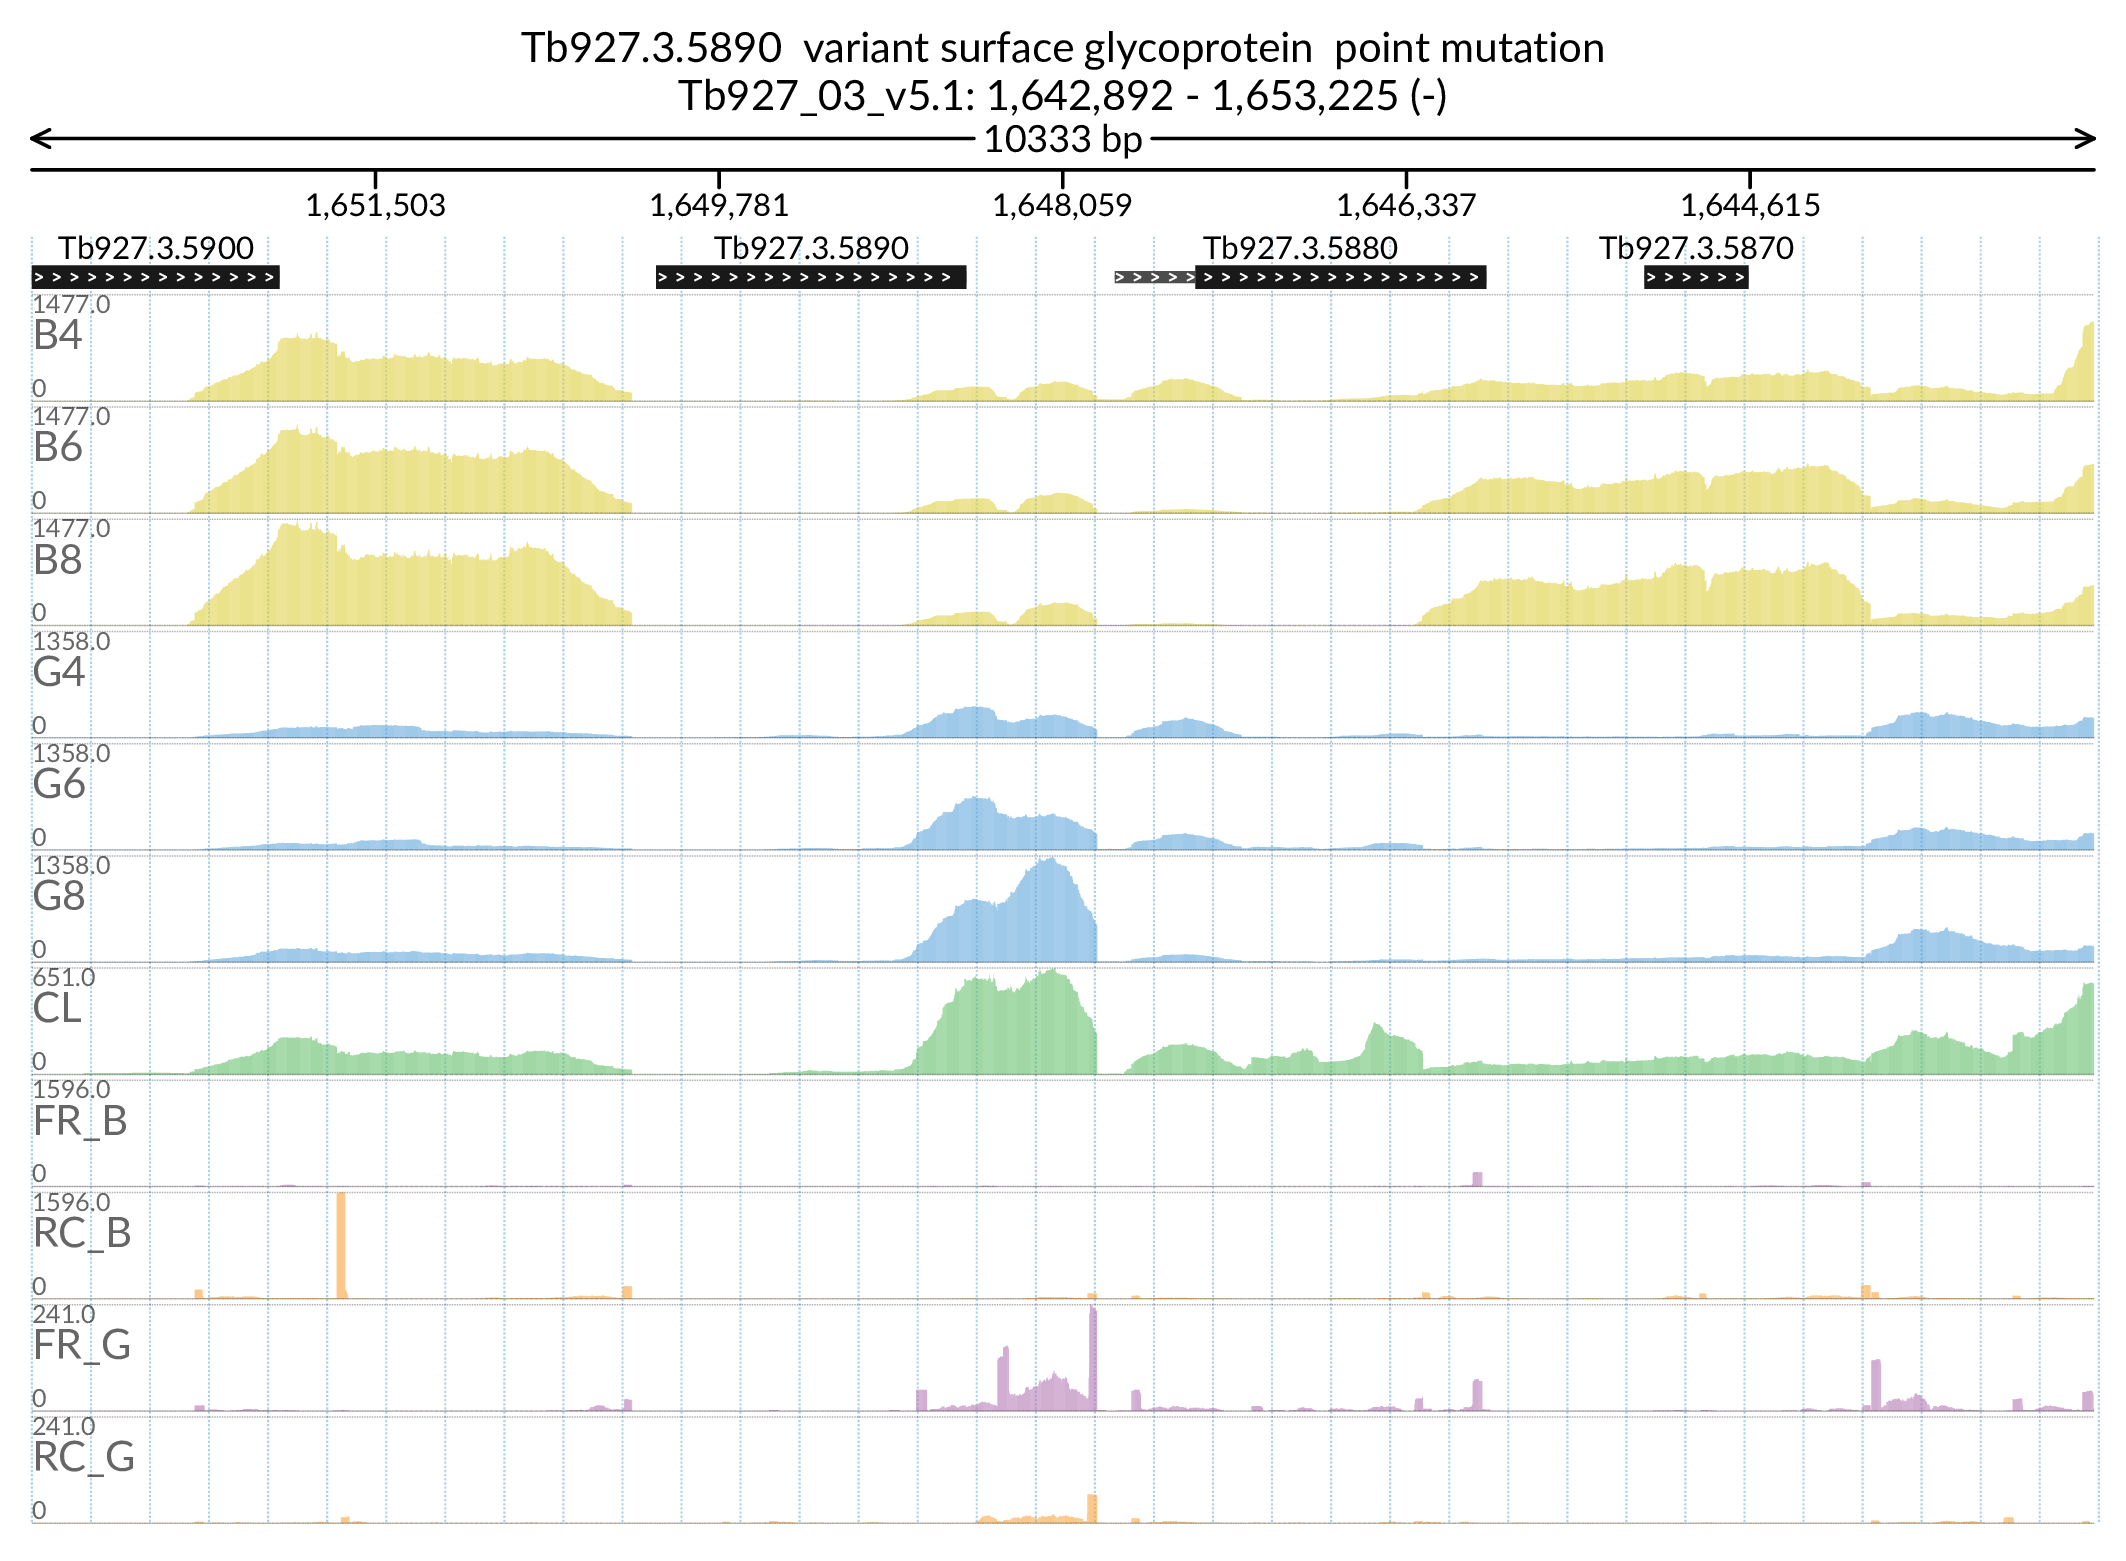 Tb927.3.5890  variant surface glycoprotein  point mutation
Tb927_03_v5.1: 1,642,892 - 1,653,225 (-)
10333 bp
1,651,503 1,649,781 1,648,059 1,646,337 1,644,615
Tb927.3.5900 Tb927.3.5890 Tb927.3.5880 Tb927.3.5870
1477.0
B4
0
1477.0
B6
0
1477.0
B8
0
1358.0
G4
0
1358.0
G6
0
1358.0
G8
0
651.0
CL
0
1596.0
FR_B
0
1596.0
RC_B
0
241.0
FR_G
0
241.0
RC_G
0